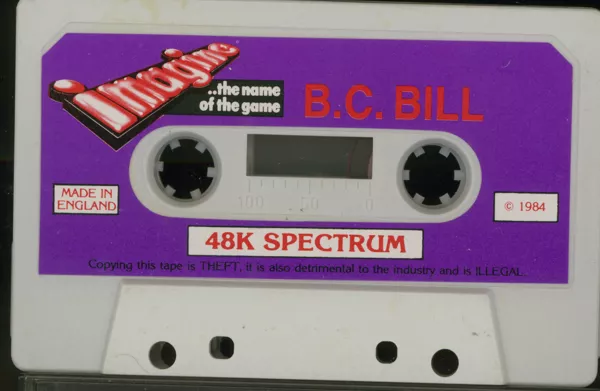 Imagine
..the name
of the game
B.C. BILL
100 50 0
MADE IN
ENGLAND
© 1984
48K SPECTRUM
Copying this tape is THEFT, it is also detrimental to the industry and is ILLEGAL.